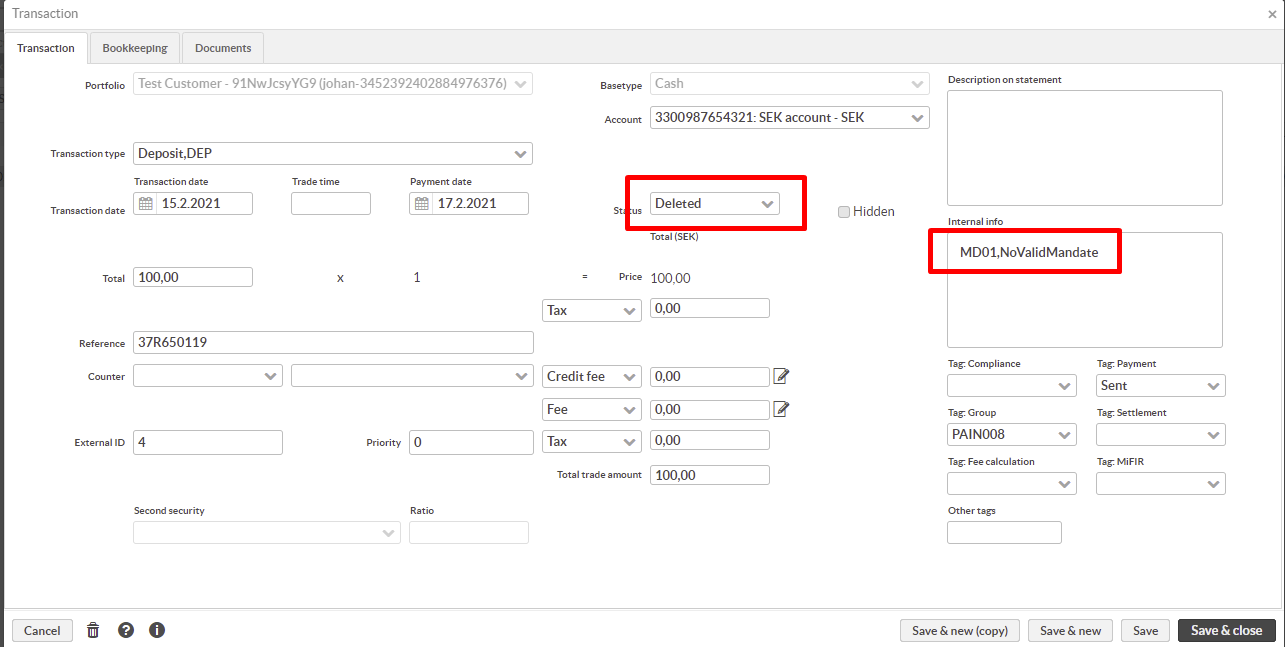 Transaction
×
Transaction Bookkeeping Documents
Portfolio Test Customer - 91NwJcsyYG9 (johan-3452392402884976376) Basetype Cash Description on statement
Account 3300987654321: SEK account - SEK
Transaction type Deposit,DEP
Transaction date Trade time Payment date
Transaction date 15.2.2021 17.2.2021 Status Deleted Hidden
Internal info
Total (SEK)
MD01,NoValidMandate
Total 100,00 x 1 = Price 100,00
Tax 0,00
Reference 37R650119
Tag: Compliance Tag: Payment
Counter Credit fee 0,00 Sent
Fee 0,00 Tag: Group Tag: Settlement
PAIN008
External ID 4 Priority 0 Tax 0,00
Tag: Fee calculation Tag: MiFIR
Total trade amount 100,00
Second security Ratio Other tags
Cancel ? i Save & new (copy) Save & new Save Save & close